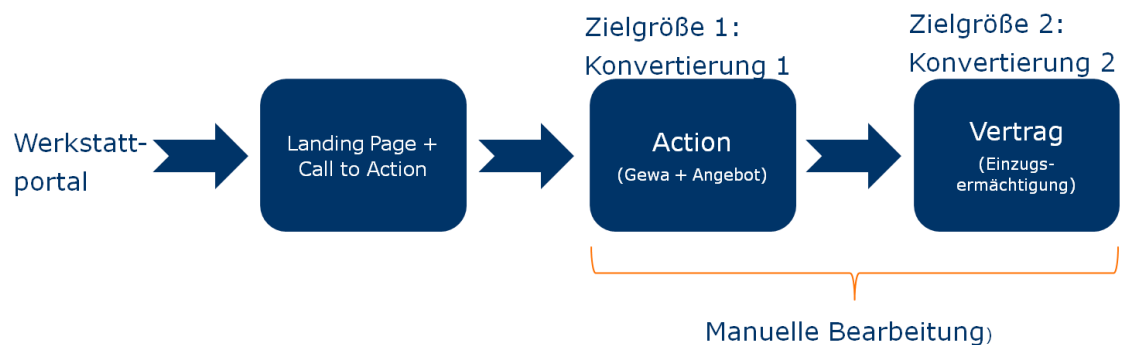 Zielgröße 1:
Konvertierung 1
Zielgröße 2:
Konvertierung 2
Werkstatt-
portal
Landing Page +
Call to Action
Action
(Gewa + Angebot)
Vertrag
(Einzugs-
ermächtigung)
Manuelle Bearbeitung)